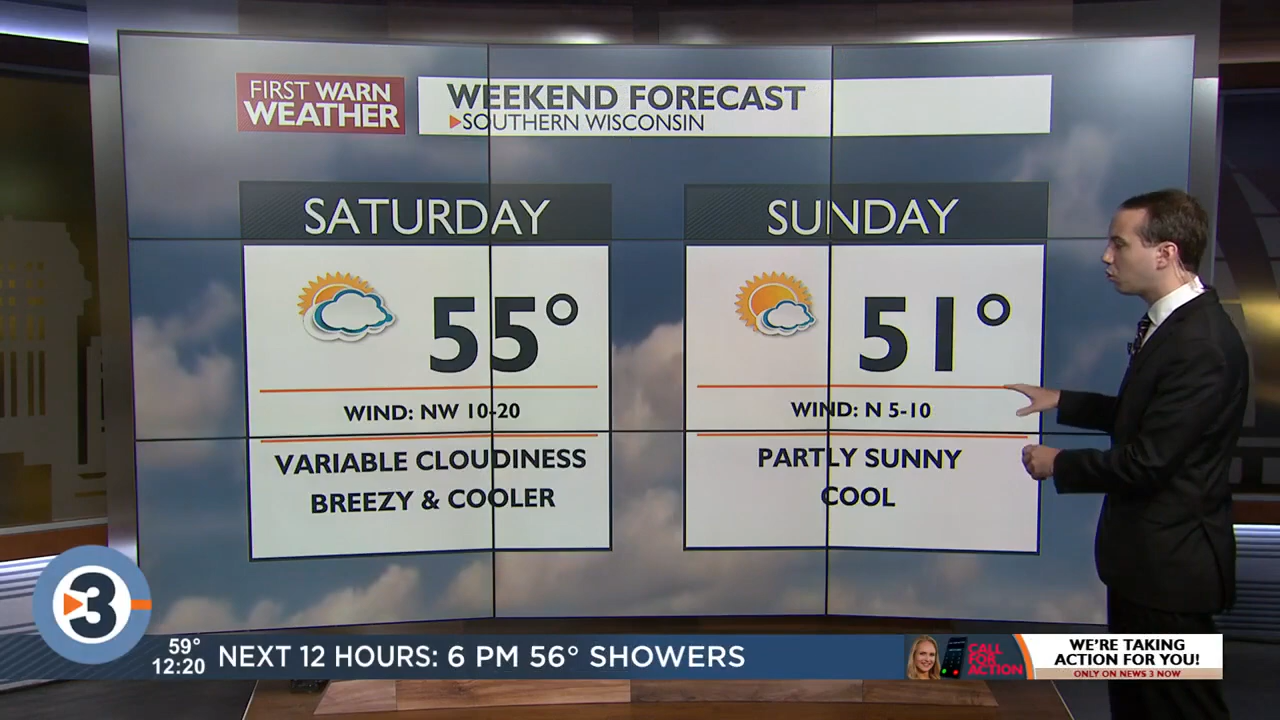 FIRST WARN
WEATHER
WEEKEND FORECAST
SOUTHERN WISCONSIN
SATURDAY
55°
WIND: NW 10-20
VARIABLE CLOUDINESS
BREEZY & COOLER
SUNDAY
51°
WIND: N 5-10
PARTLY SUNNY
COOL
3
59°
12:20
NEXT 12 HOURS: 6 PM 56° SHOWERS
CALL
FOR
ACTION
WE'RE TAKING
ACTION FOR YOU!
ONLY ON NEWS 3 NOW